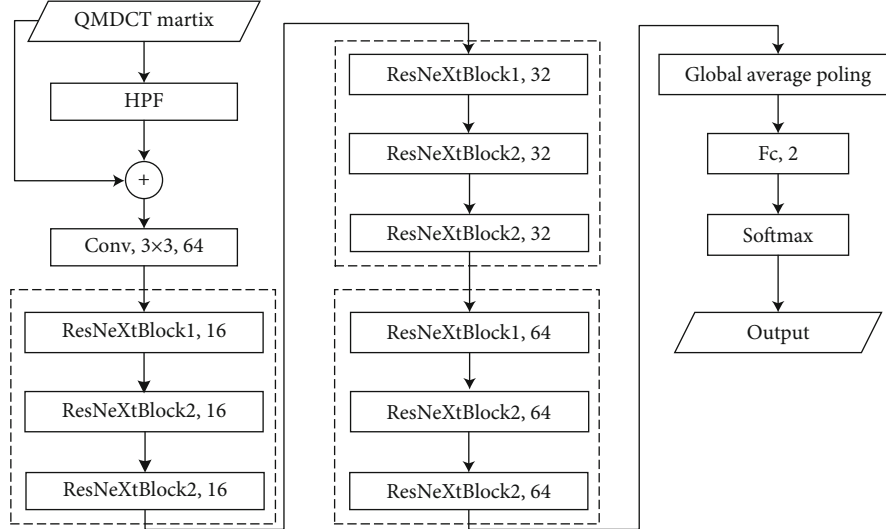 QMDCT martix
HPF
+
Conv, 3×3, 64
ResNeXtBlock1, 16
ResNeXtBlock2, 16
ResNeXtBlock2, 16
ResNeXtBlock1, 32
ResNeXtBlock2, 32
ResNeXtBlock2, 32
ResNeXtBlock1, 64
ResNeXtBlock2, 64
ResNeXtBlock2, 64
Global average poling
Fc, 2
Softmax
Output